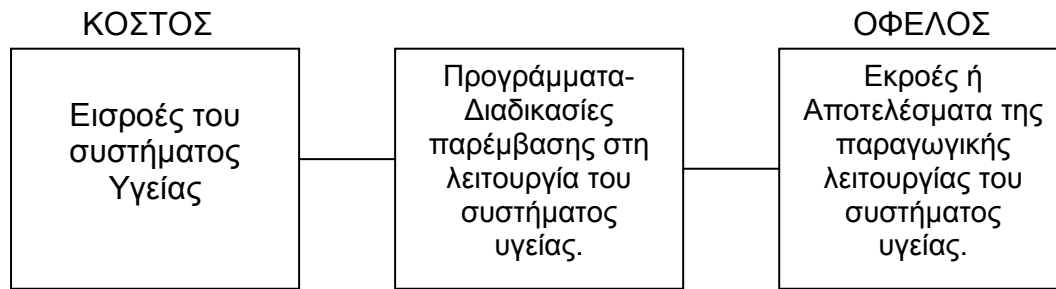 ΚΟΣΤΟΣ
Εισροές του
συστήματος
Υγείας
Προγράμματα-
Διαδικασίες
παρέμβασης στη
λειτουργία του
συστήματος
υγείας.
ΟΦΕΛΟΣ
Εκροές ή
Αποτελέσματα της
παραγωγικής
λειτουργίας του
συστήματος
υγείας.